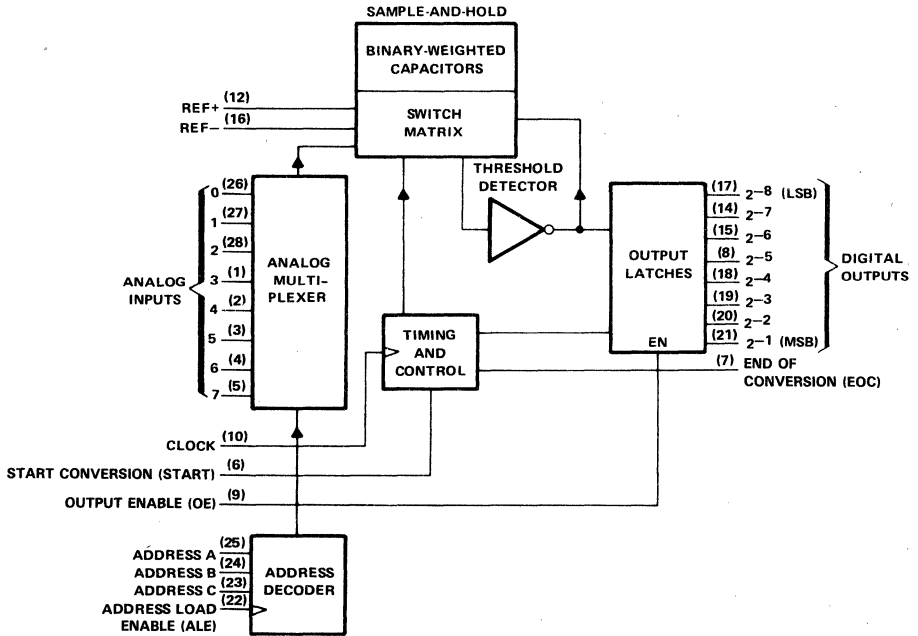 SAMPLE-AND-HOLD
BINARY-WEIGHTED
CAPACITORS
SWITCH
MATRIX
REF+ (12)
REF− (16)
THRESHOLD
DETECTOR
ANALOG
INPUTS
0 (26)
1 (27)
2 (28)
3 (1)
4 (2)
5 (3)
6 (4)
7 (5)
ANALOG
MULTI-
PLEXER
TIMING
AND
CONTROL
OUTPUT
LATCHES
EN
(17) 2−8 (LSB)
(14) 2−7
(15) 2−6
(8) 2−5
(18) 2−4
(19) 2−3
(20) 2−2
(21) 2−1 (MSB)
DIGITAL
OUTPUTS
(7) END OF
CONVERSION (EOC)
CLOCK (10)
START CONVERSION (START) (6)
OUTPUT ENABLE (OE) (9)
ADDRESS A (25)
ADDRESS B (24)
ADDRESS C (23)
ADDRESS LOAD (22)
ENABLE (ALE)
ADDRESS
DECODER